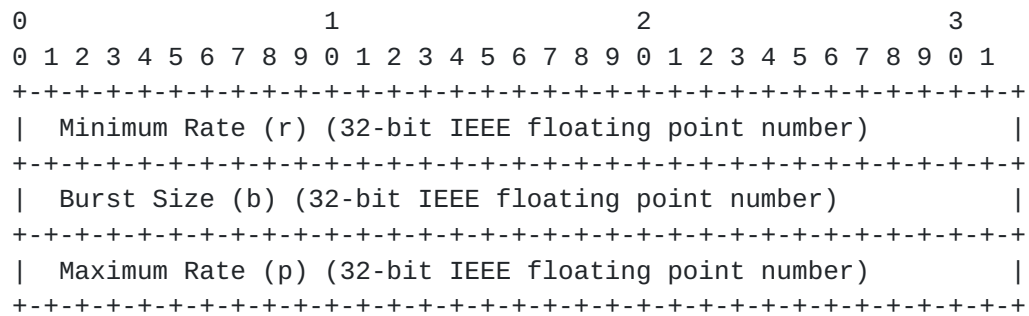 0                   1                   2                   3
0 1 2 3 4 5 6 7 8 9 0 1 2 3 4 5 6 7 8 9 0 1 2 3 4 5 6 7 8 9 0 1
+-+-+-+-+-+-+-+-+-+-+-+-+-+-+-+-+-+-+-+-+-+-+-+-+-+-+-+-+-+-+-+-+
|  Minimum Rate (r) (32-bit IEEE floating point number)         |
+-+-+-+-+-+-+-+-+-+-+-+-+-+-+-+-+-+-+-+-+-+-+-+-+-+-+-+-+-+-+-+-+
|  Burst Size (b) (32-bit IEEE floating point number)           |
+-+-+-+-+-+-+-+-+-+-+-+-+-+-+-+-+-+-+-+-+-+-+-+-+-+-+-+-+-+-+-+-+
|  Maximum Rate (p) (32-bit IEEE floating point number)         |
+-+-+-+-+-+-+-+-+-+-+-+-+-+-+-+-+-+-+-+-+-+-+-+-+-+-+-+-+-+-+-+-+